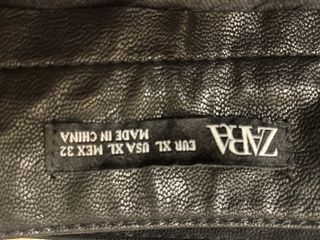 ZARA
EUR XL USA XL MEX 32
MADE IN CHINA